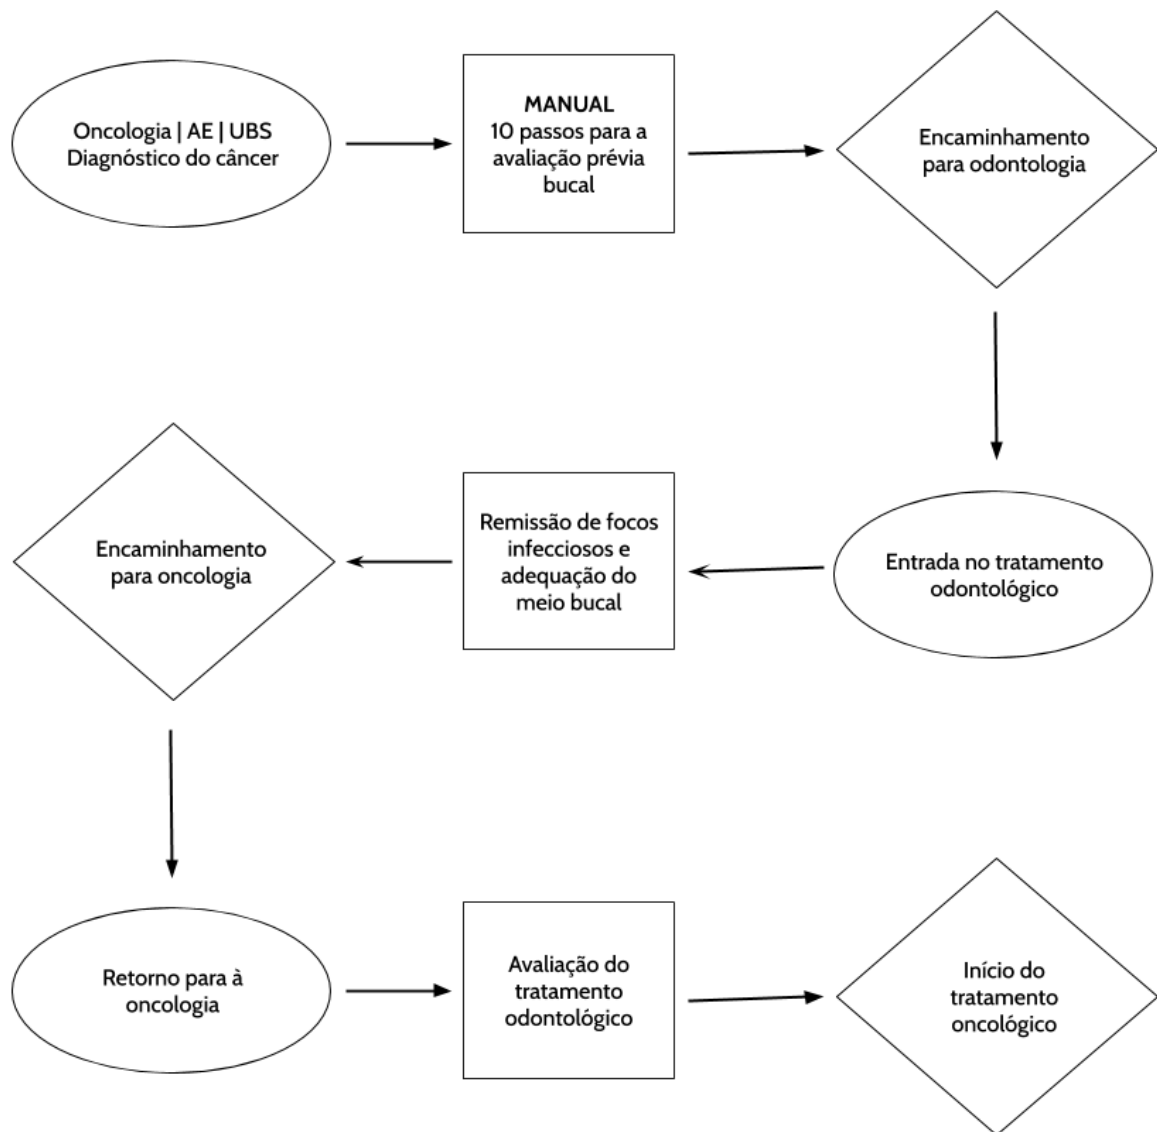 Oncologia | AE | UBS
Diagnóstico do câncer
MANUAL
10 passos para a
avaliação prévia
bucal
Encaminhamento
para odontologia
Entrada no tratamento
odontológico
Remissão de focos
infecciosos e
adequação do
meio bucal
Encaminhamento
para oncologia
Retorno para à
oncologia
Avaliação do
tratamento
odontológico
Início do
tratamento
oncológico